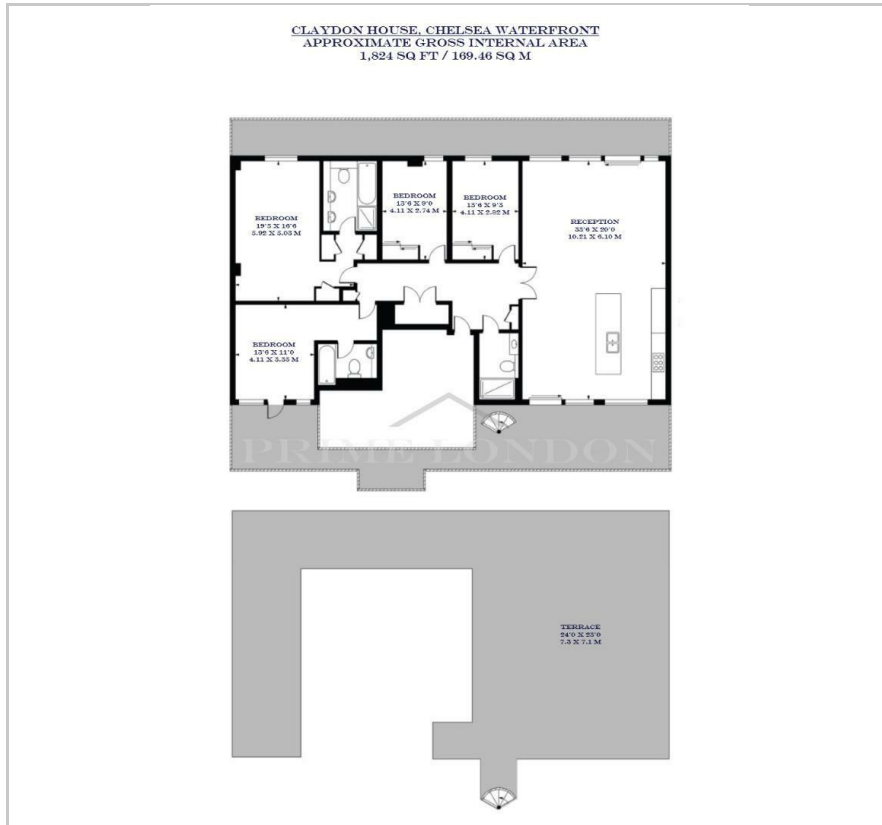 CLAYDON HOUSE, CHELSEA WATERFRONT
APPROXIMATE GROSS INTERNAL AREA
1,824 SQ FT / 169.46 SQ M
BEDROOM
19'5 X 16'6
5.92 X 5.03 M
BEDROOM
13'6 X 9'0
4.11 X 2.74 M
BEDROOM
13'6 X 9'3
4.11 X 2.82 M
RECEPTION
33'6 X 20'0
10.21 X 6.10 M
BEDROOM
13'6 X 11'0
4.11 X 3.35 M
PRIME LONDON
TERRACE
24'0 X 23'0
7.3 X 7.1 M